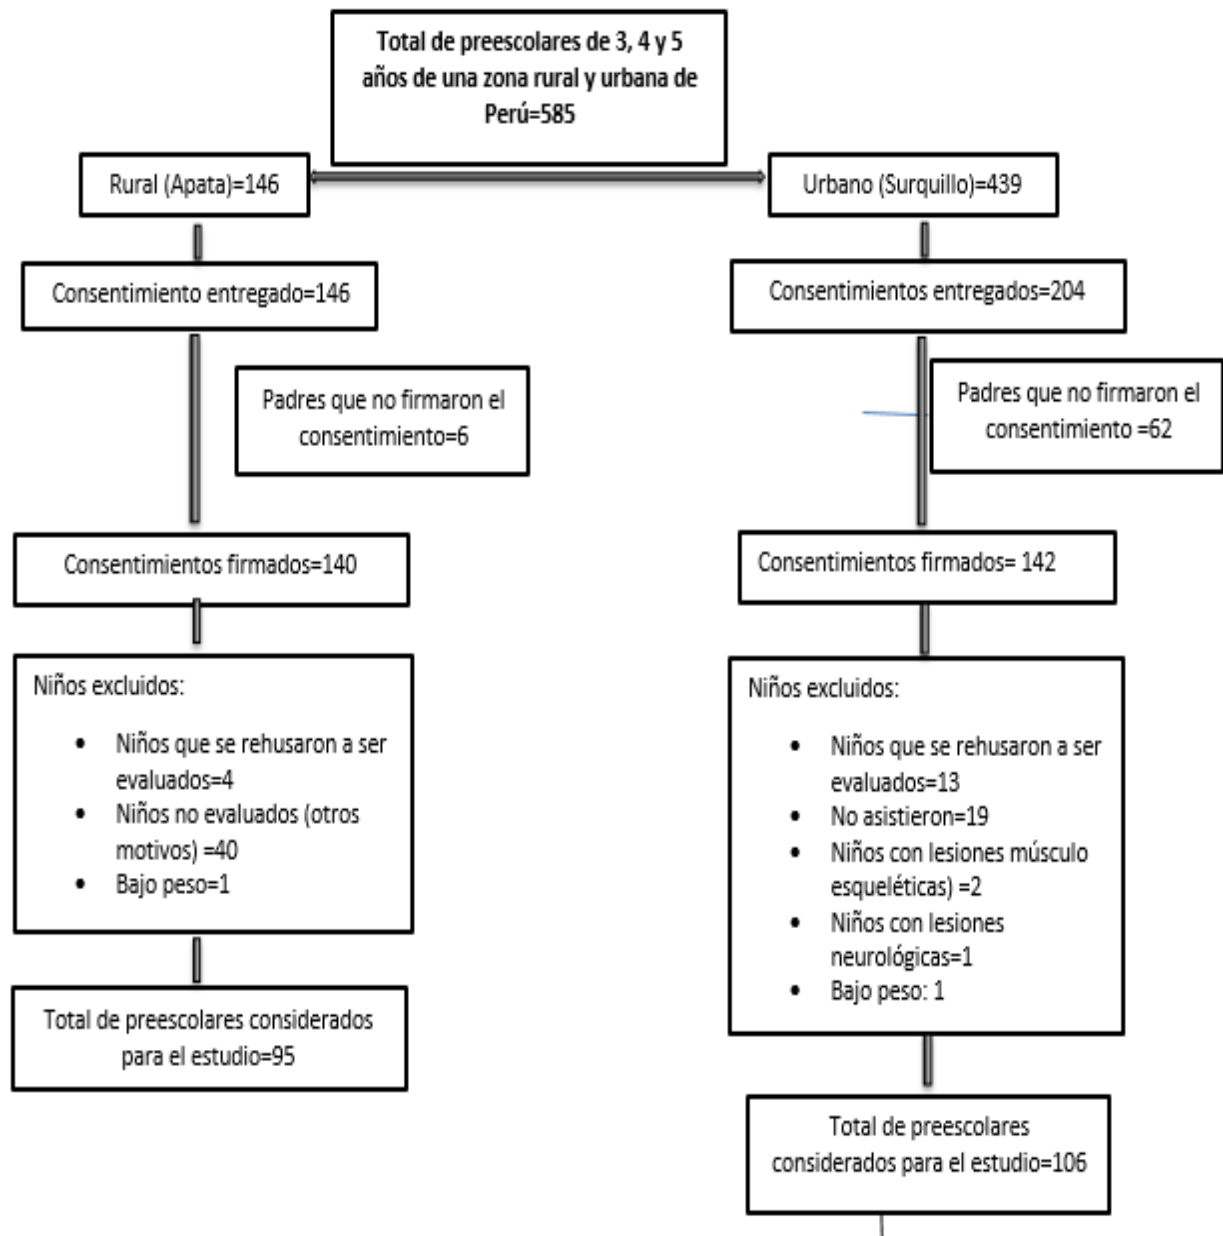 Total de preescolares de 3, 4 y 5
años de una zona rural y urbana de
Perú=585
Rural (Apata)=146
Urbano (Surquillo)=439
Consentimiento entregado=146
Consentimientos entregados=204
Padres que no firmaron el
consentimiento=6
Padres que no firmaron el
consentimiento =62
Consentimientos firmados=140
Consentimientos firmados= 142
Niños excluidos:
• Niños que se rehusaron a ser
evaluados=4
• Niños no evaluados (otros
motivos) =40
• Bajo peso=1
Niños excluidos:
• Niños que se rehusaron a ser
evaluados=13
• No asistieron=19
• Niños con lesiones músculo
esqueléticas) =2
• Niños con lesiones
neurológicas=1
• Bajo peso: 1
Total de preescolares considerados
para el estudio=95
Total de preescolares
considerados para el estudio=106